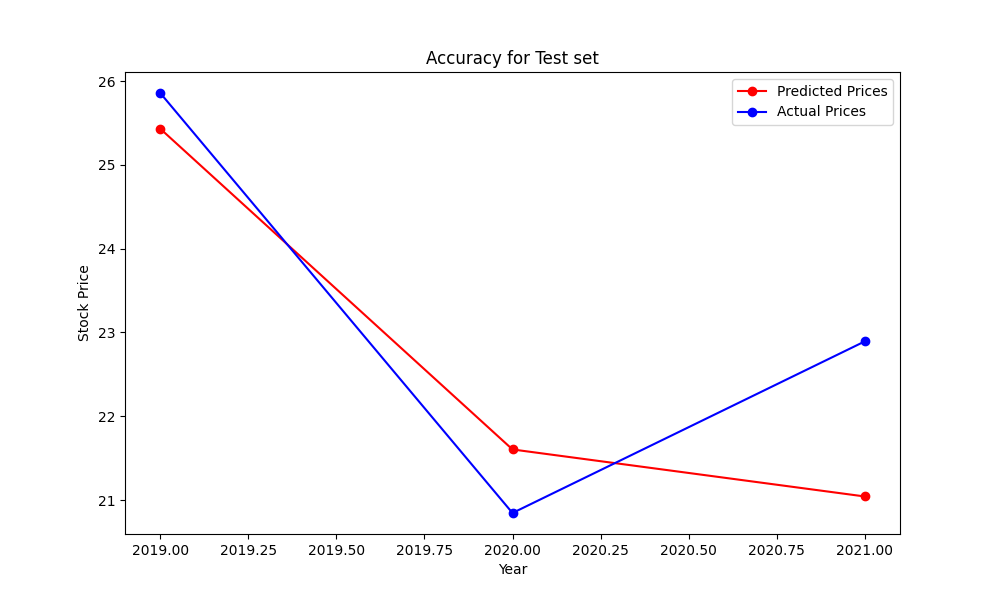 Accuracy for Test set
Predicted Prices
Actual Prices
Stock Price
26
25
24
23
22
21
2019.00 2019.25 2019.50 2019.75 2020.00 2020.25 2020.50 2020.75 2021.00
Year